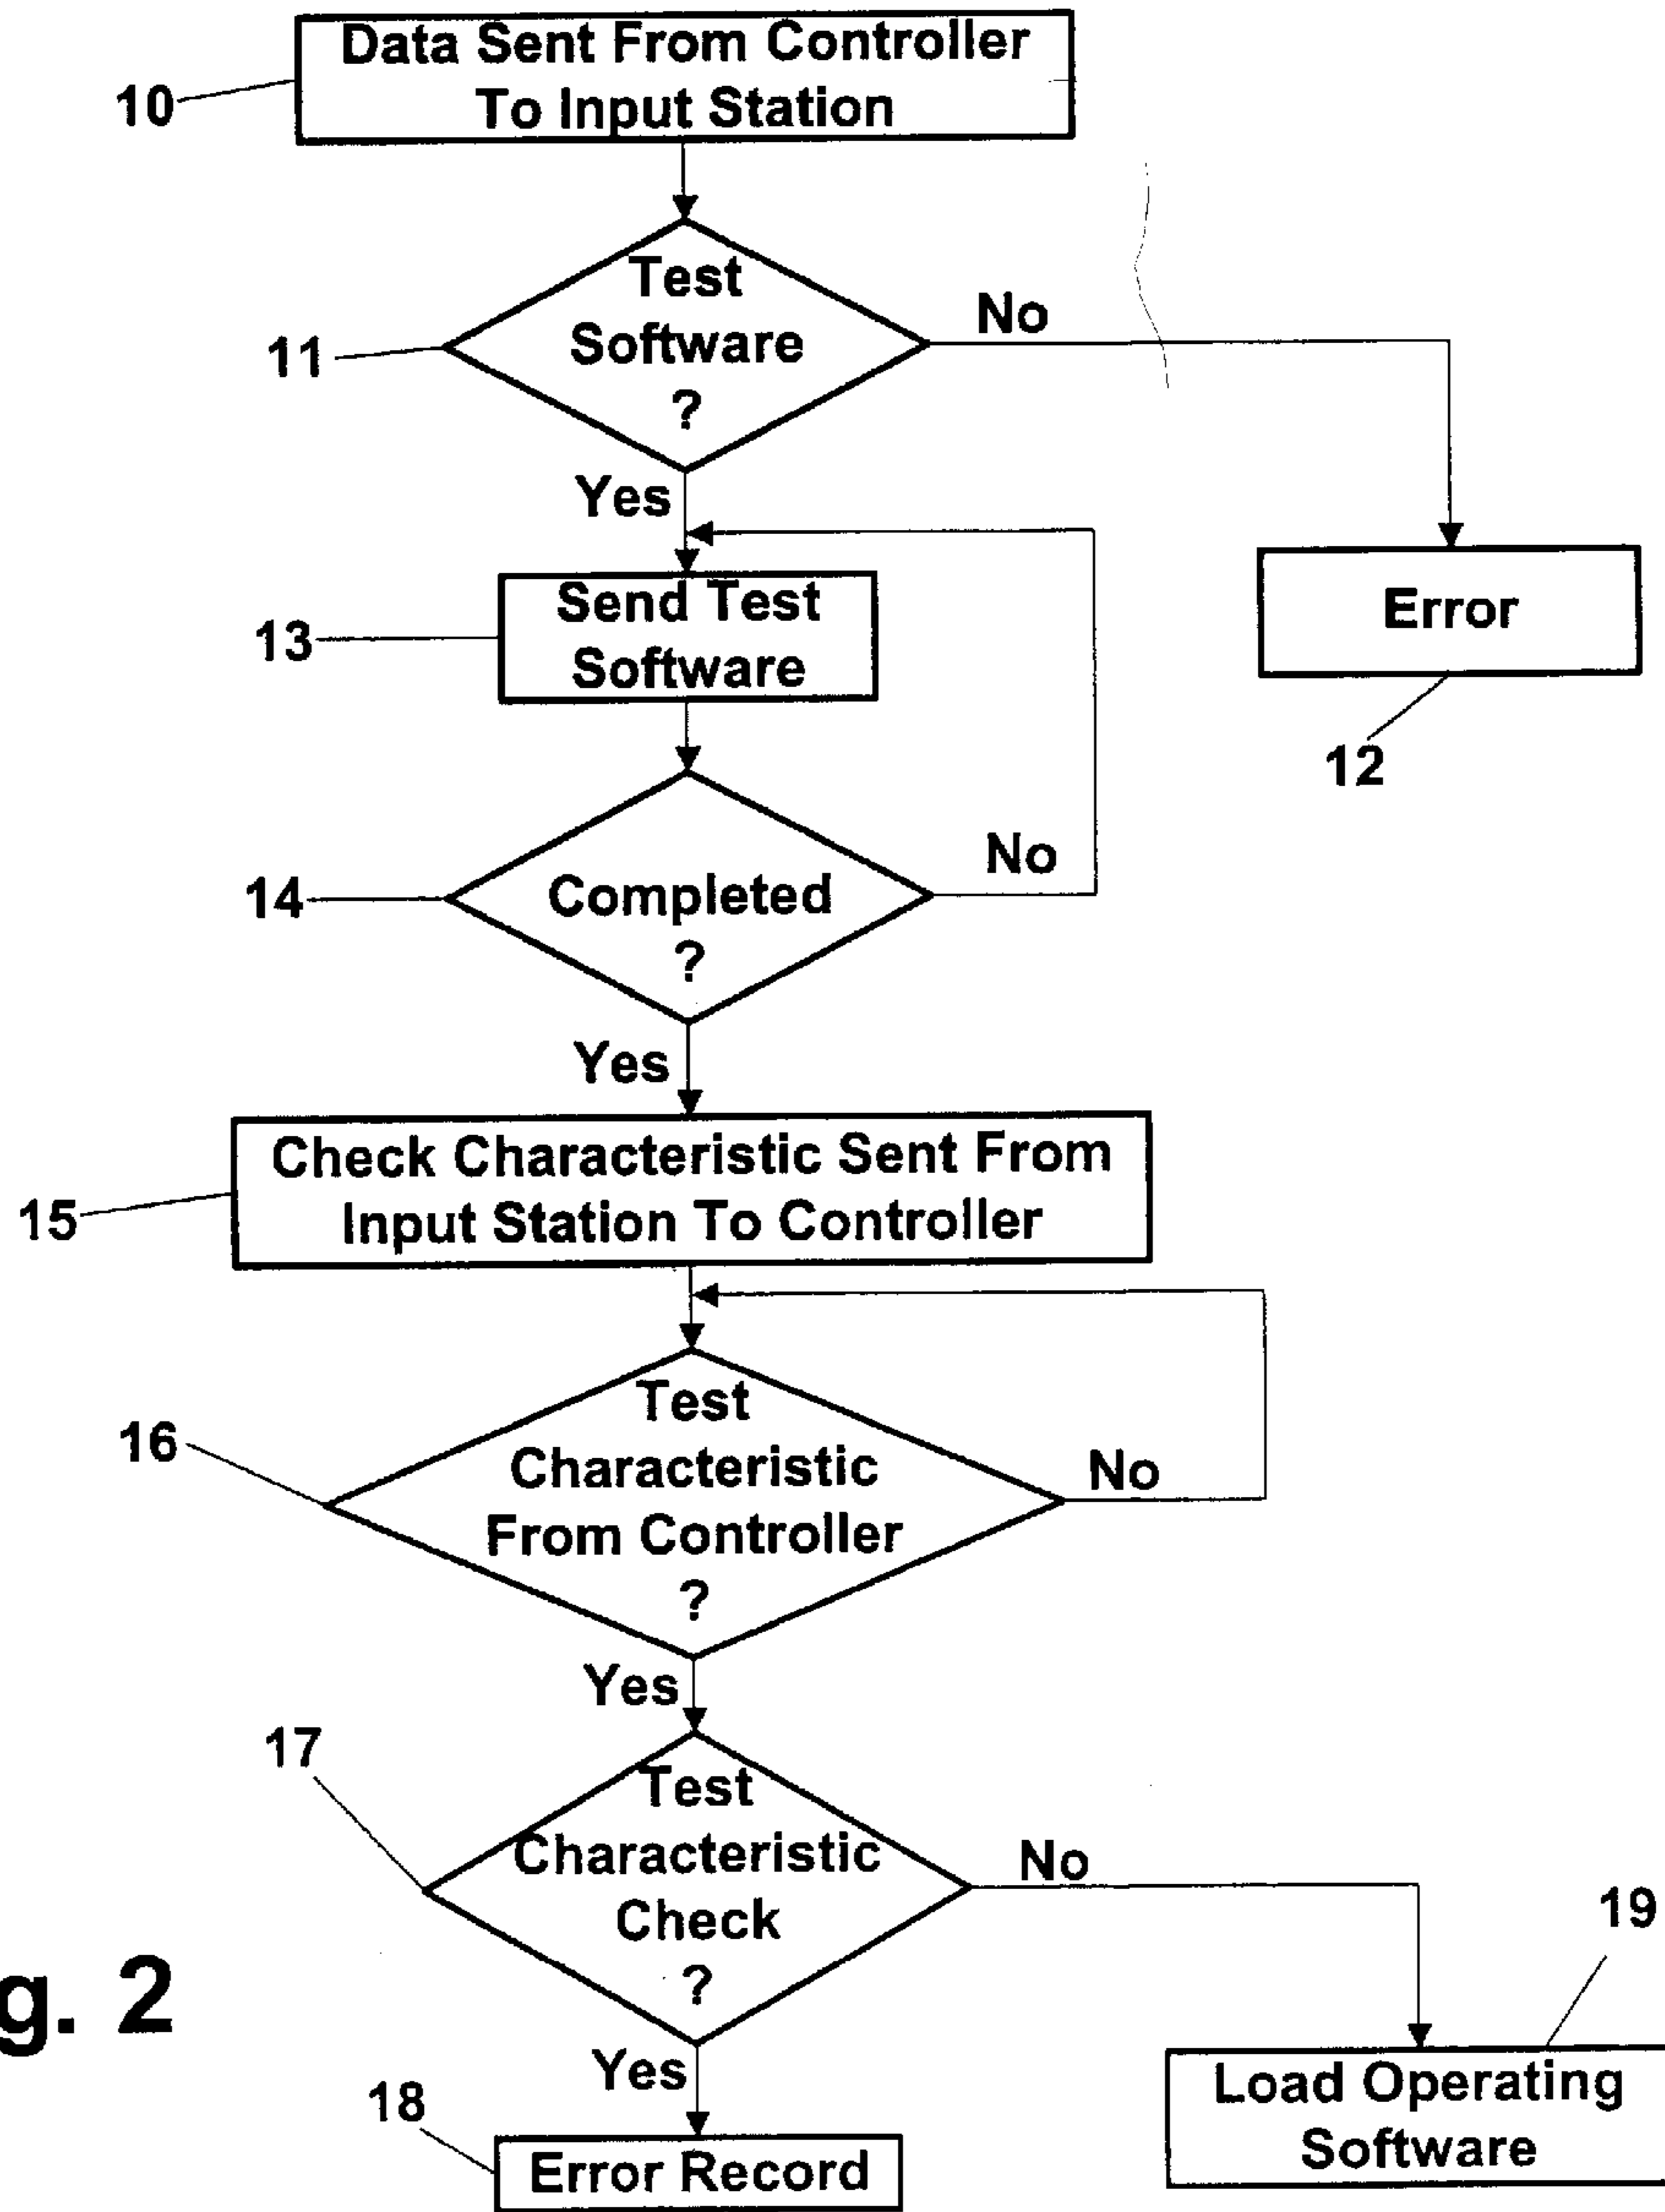 Data Sent From Controller
To Input Station
10
Test
Software
?
11
No
Yes
Send Test
Software
13
Error
12
Completed
?
14
No
Yes
Check Characteristic Sent From
Input Station To Controller
15
Test
Characteristic
From Controller
?
16
No
Yes
17
Test
Characteristic
Check
?
No
19
g. 2
Yes
Load Operating
Software
18
Error Record